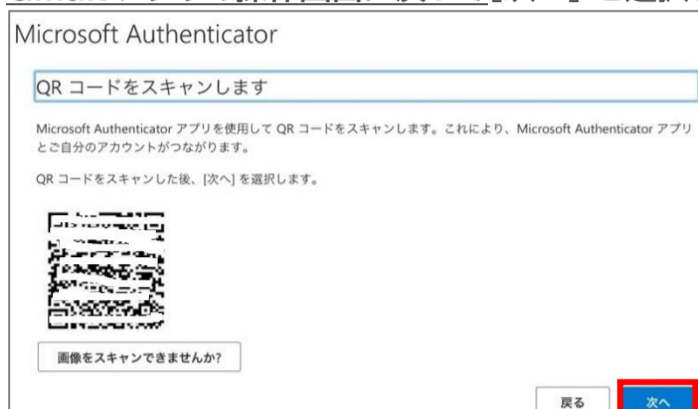 Microsoft Authenticator
QR コードをスキャンします
Microsoft Authenticator アプリを使用して QR コードをスキャンします。これにより、Microsoft Authenticator アプリ
とご自分のアカウントがつながります。
QR コードをスキャンした後、[次へ] を選択します。
画像をスキャンできませんか?
戻る
次へ